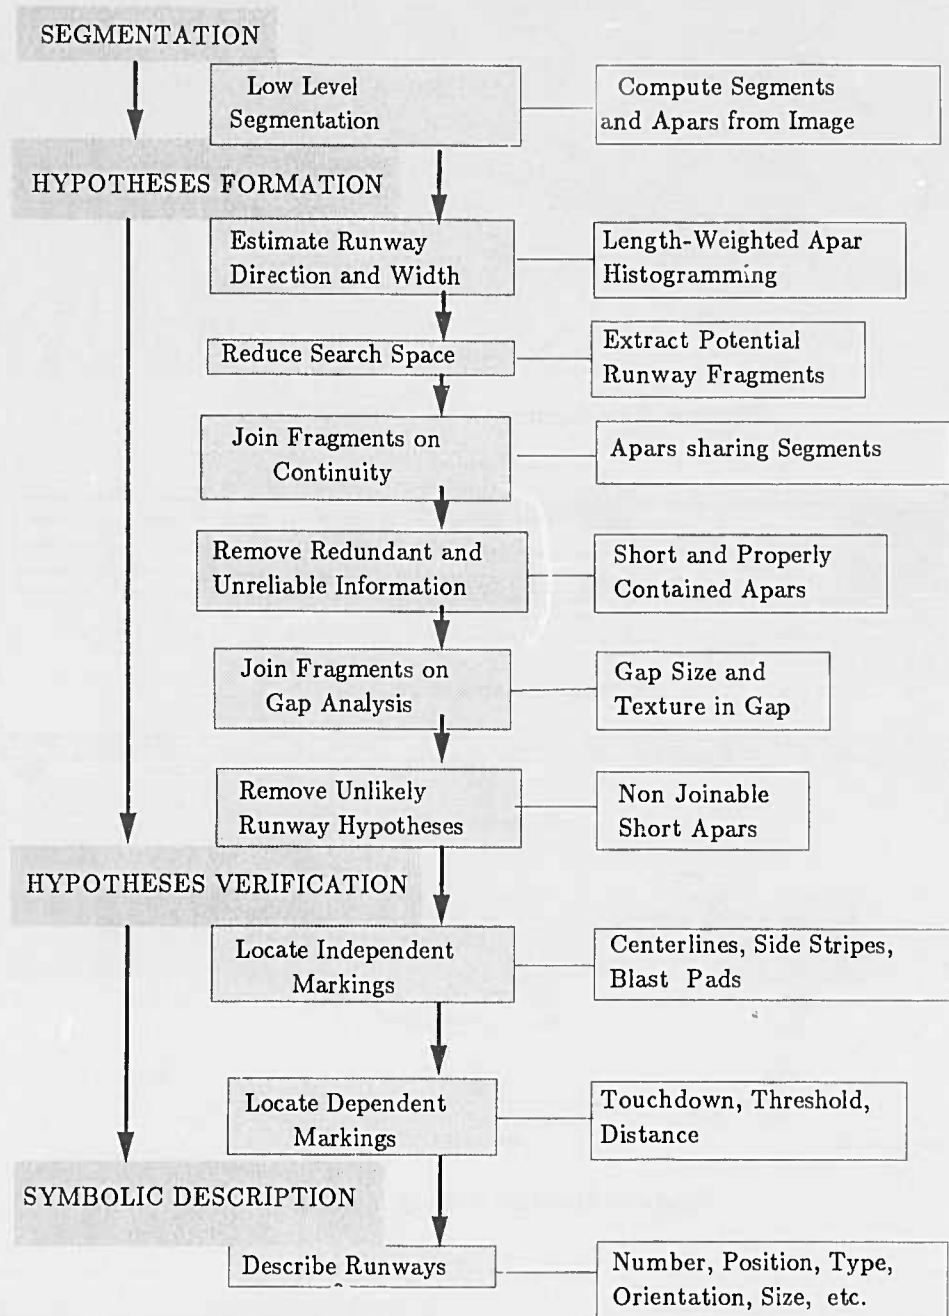 SEGMENTATION
Low Level
Segmentation
Compute Segments
and Apars from Image
HYPOTHESES FORMATION
Estimate Runway
Direction and Width
Length-Weighted Apar
Histogramming
Reduce Search Space
Extract Potential
Runway Fragments
Join Fragments on
Continuity
Apars sharing Segments
Remove Redundant and
Unreliable Information
Short and Properly
Contained Apars
Join Fragments on
Gap Analysis
Gap Size and
Texture in Gap
Remove Unlikely
Runway Hypotheses
Non Joinable
Short Apars
HYPOTHESES VERIFICATION
Locate Independent
Markings
Centerlines, Side Stripes,
Blast Pads
Locate Dependent
Markings
Touchdown, Threshold,
Distance
SYMBOLIC DESCRIPTION
Describe Runways
Number, Position, Type,
Orientation, Size, etc.